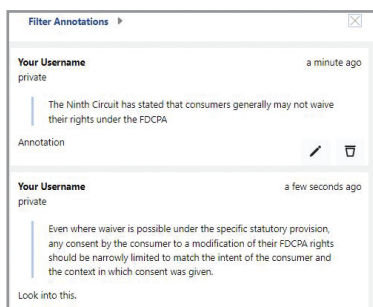 Filter Annotations
Your Username a minute ago
private
The Ninth Circuit has stated that consumers generally may not waive
their rights under the FDCPA
Annotation
Your Username a few seconds ago
private
Even where waiver is possible under the specific statutory provision,
any consent by the consumer to a modification of their FDCPA rights
should be narrowly limited to match the intent of the consumer and
the context in which consent was given.
Look into this.